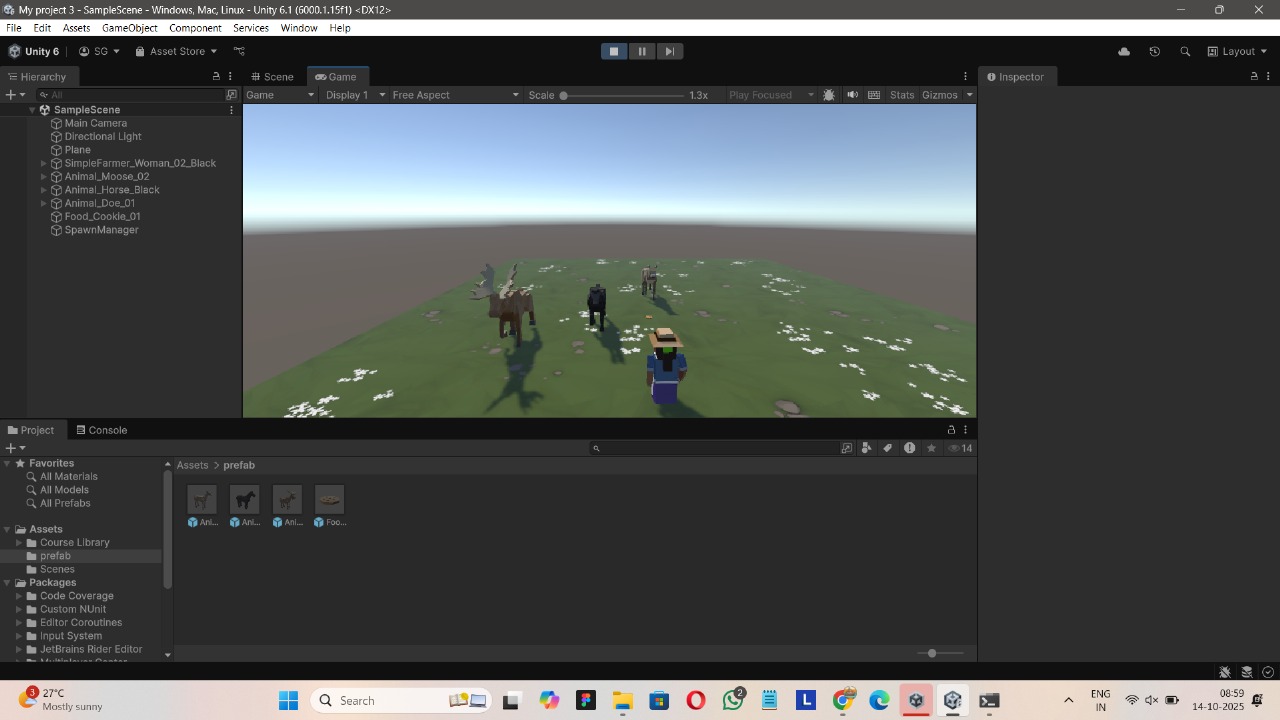 My project 3 - SampleScene - Windows, Mac, Linux - Unity 6.1 (6000.1.15f1) <DX12>
File Edit Assets GameObject Component Services Window Help
Unity 6 SG Asset Store Layout
Hierarchy Scene Game Inspector
All Game Display 1 Free Aspect Scale 1.3x Play Focused Stats Gizmos
SampleScene
Main Camera
Directional Light
Plane
SimpleFarmer_Woman_02_Black
Animal_Moose_02
Animal_Horse_Black
Animal_Doe_01
Food_Cookie_01
SpawnManager
Project Console
14
Favorites
All Materials
All Models
All Prefabs
Assets
Course Library
prefab
Scenes
Packages
Code Coverage
Custom NUnit
Editor Coroutines
Input System
JetBrains Rider Editor
Assets > prefab
Ani... Ani... Ani... Foo...
3 27°C
Mostly sunny
Search
2
L
ENG
IN
08:59
14-10-2025